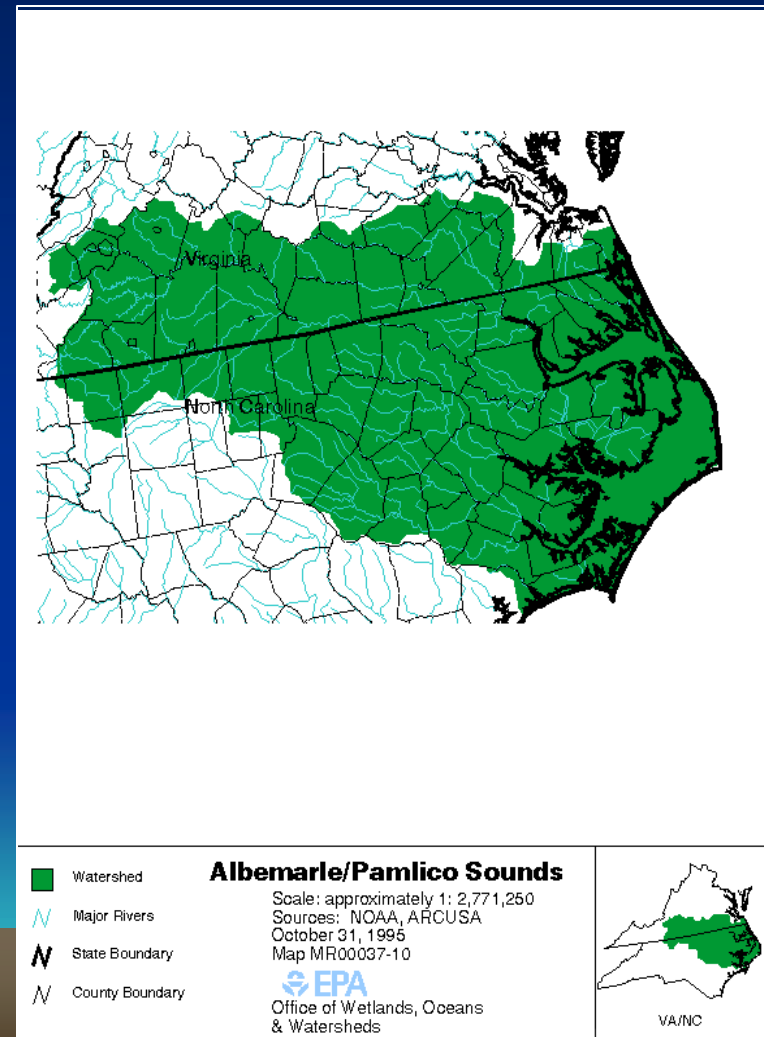 Virginia
North Carolina
Watershed
Major Rivers
State Boundary
County Boundary
Albemarle/Pamlico Sounds
Scale: approximately 1: 2,771,250
Sources: NOAA, ARCUSA
October 31, 1995
Map MR00037-10
EPA
Office of Wetlands, Oceans
& Watersheds
VA/NC